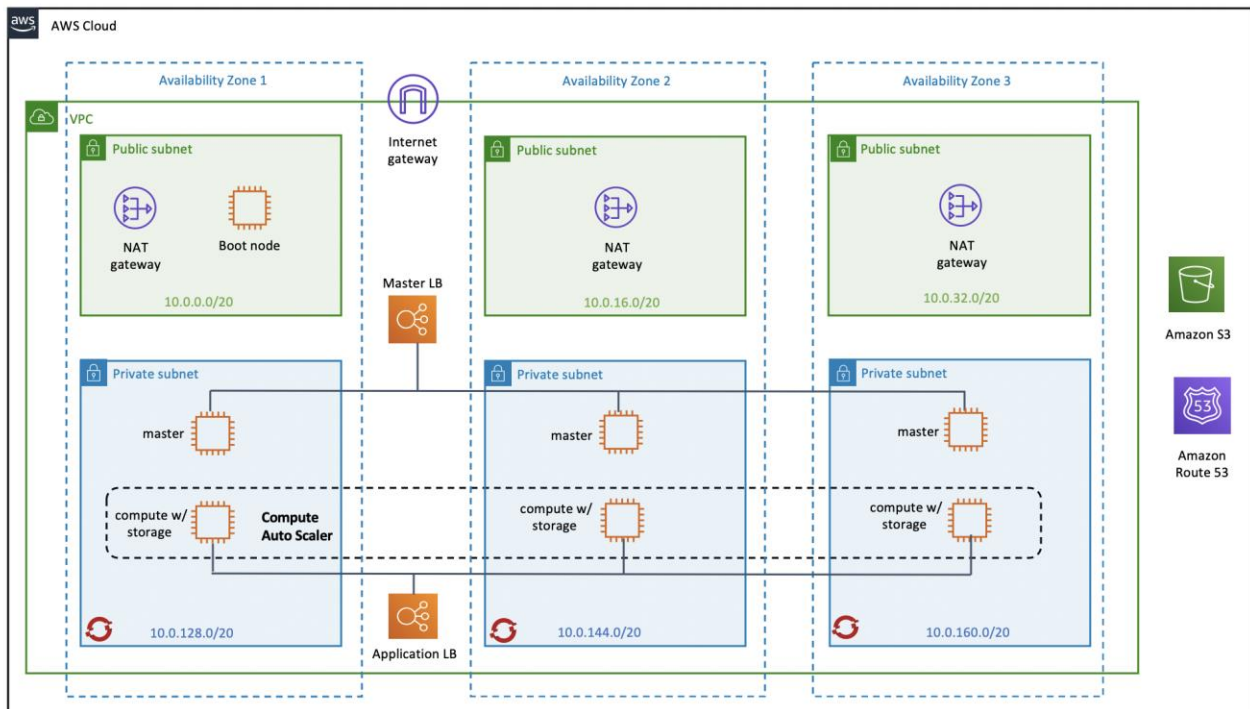 aws
AWS Cloud
Availability Zone 1
Availability Zone 2
Availability Zone 3
VPC
Internet
gateway
Public subnet
Public subnet
Public subnet
NAT
gateway
Boot node
NAT
gateway
NAT
gateway
10.0.0.0/20
10.0.16.0/20
10.0.32.0/20
Master LB
Amazon S3
Private subnet
Private subnet
Private subnet
53
master
master
master
Amazon
Route 53
compute w/
storage
Compute
Auto Scaler
compute w/
storage
compute w/
storage
10.0.128.0/20
10.0.144.0/20
10.0.160.0/20
Application LB